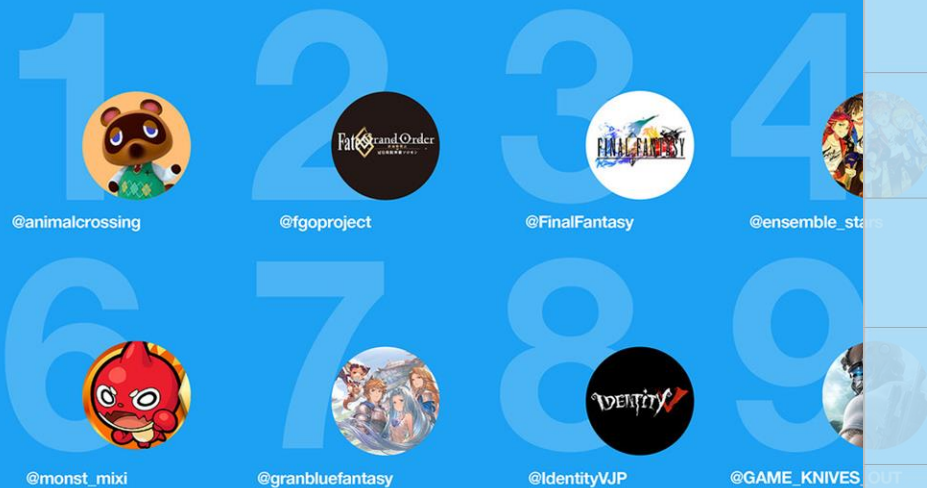 1
2
3
4
Fate Grand Order
FINAL FANTASY
@animalcrossing
@fgoproject
@FinalFantasy
@ensemble_stars
6
7
8
9
IDENTITY V
@monst_mixi
@granbluefantasy
@IdentityVJP
@GAME_KNIVES_OUT